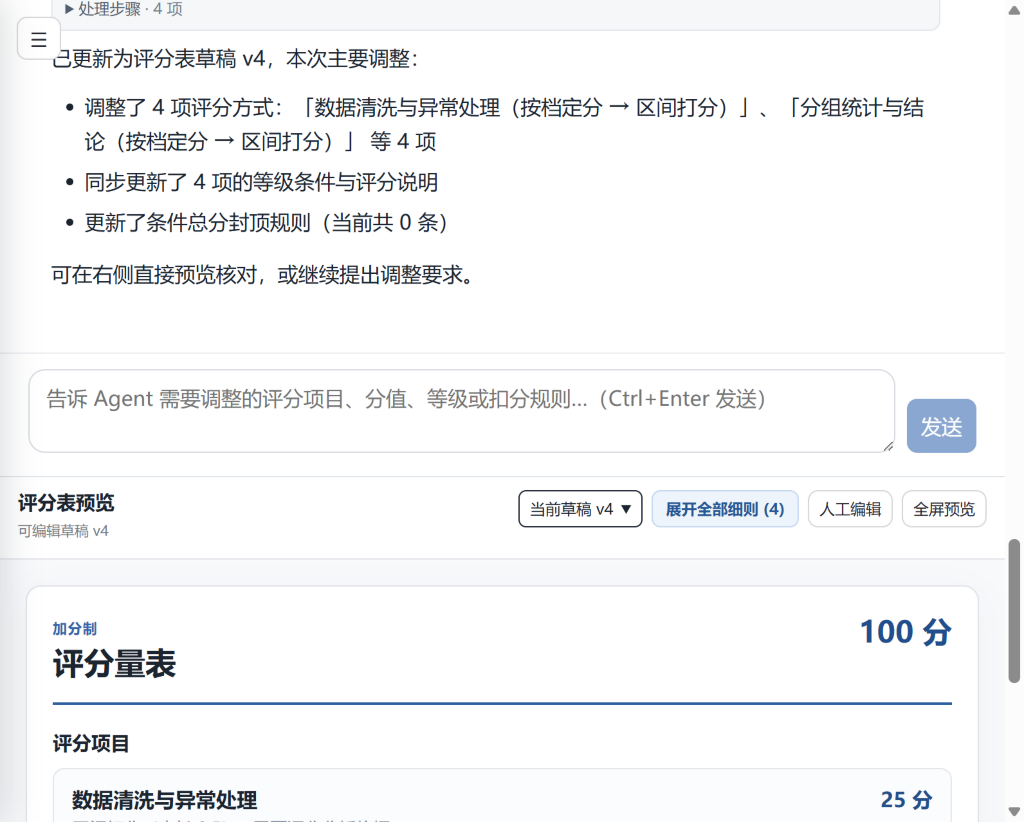 ▶处理步骤 · 4 项
☰
已更新为评分表草稿 v4，本次主要调整：
• 调整了 4 项评分方式：「数据清洗与异常处理（按档定分 → 区间打分）」、「分组统计与结
论（按档定分 → 区间打分）」 等 4 项
• 同步更新了 4 项的等级条件与评分说明
• 更新了条件总分封顶规则（当前共 0 条）
可在右侧直接预览核对，或继续提出调整要求。
告诉 Agent 需要调整的评分项目、分值、等级或扣分规则…（Ctrl+Enter 发送）
发送
评分表预览
可编辑草稿 v4
当前草稿 v4 ▼
展开全部细则 (4)
人工编辑
全屏预览
加分制
评分量表
100 分
评分项目
数据清洗与异常处理
25 分